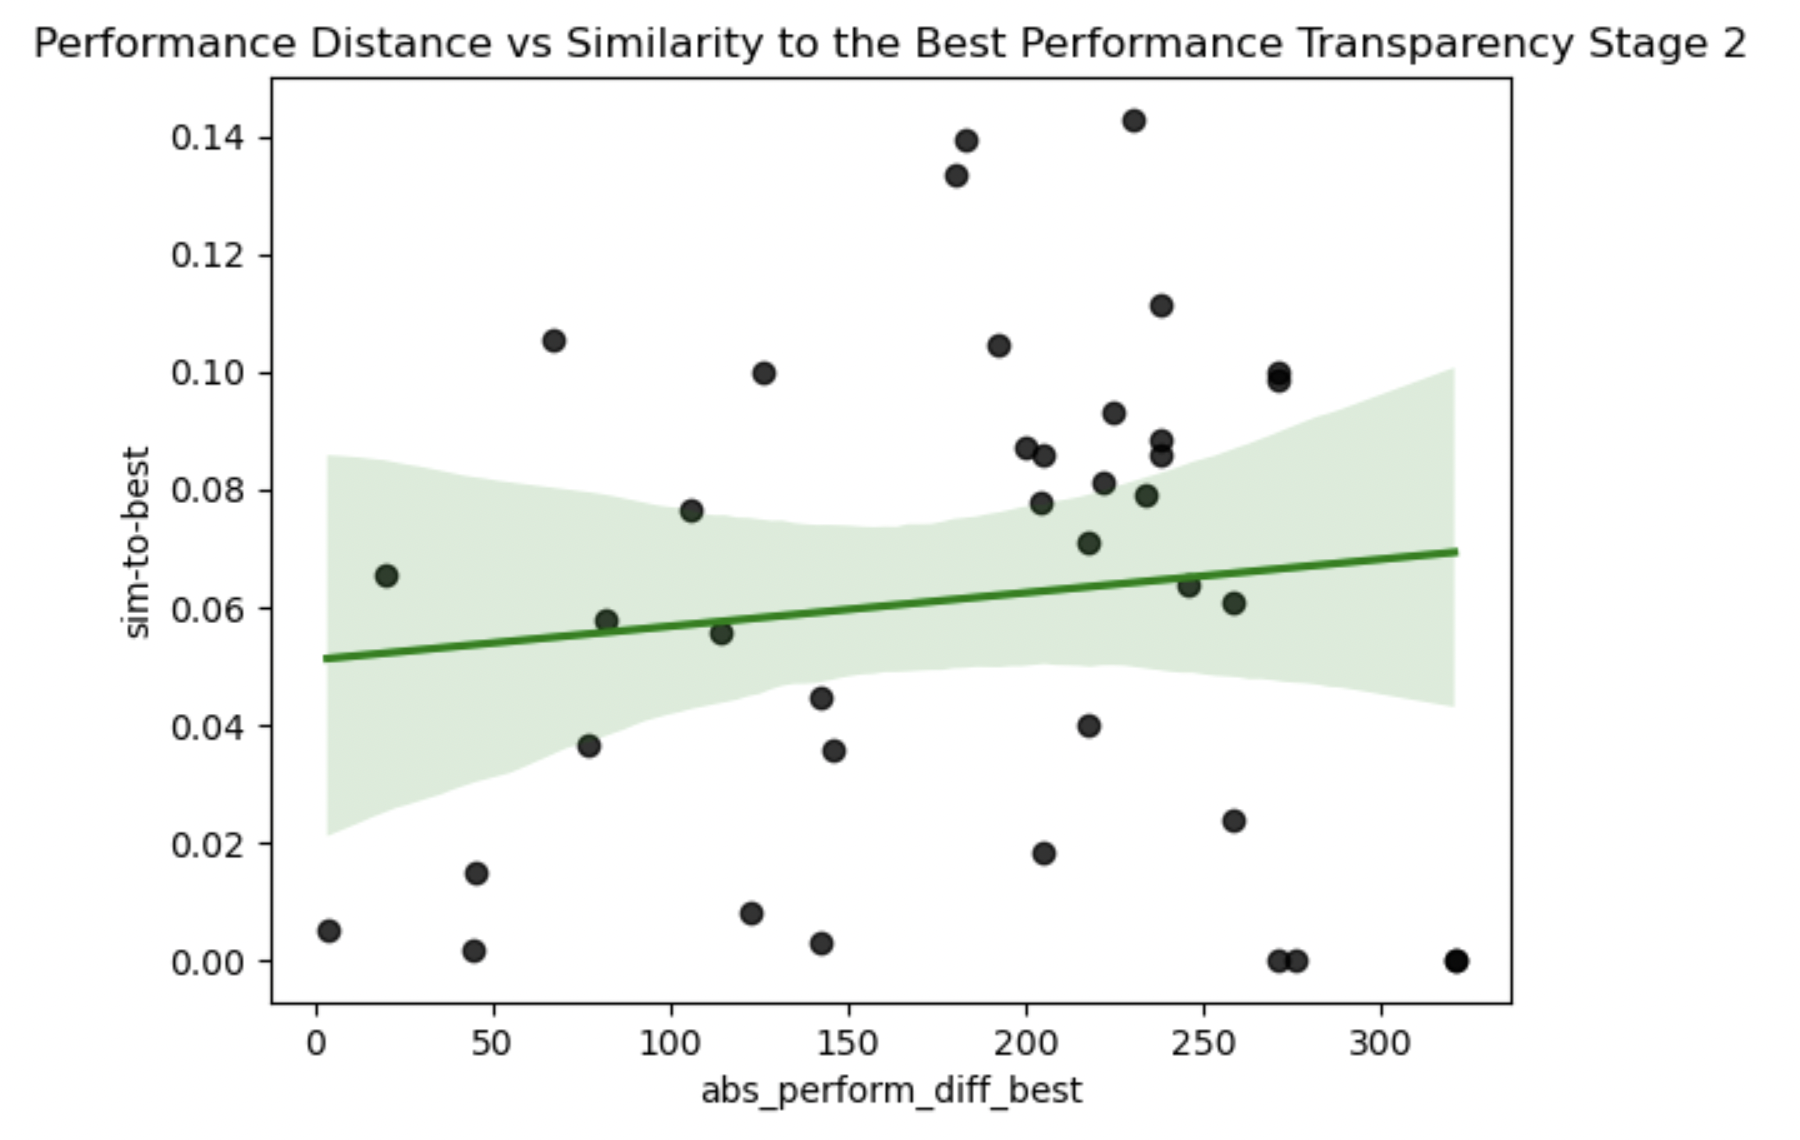 Performance Distance vs Similarity to the Best Performance Transparency Stage 2
0.14
0.12
0.10
0.08
0.06
0.04
0.02
0.00
sim-to-best
0 50 100 150 200 250 300
abs_perform_diff_best